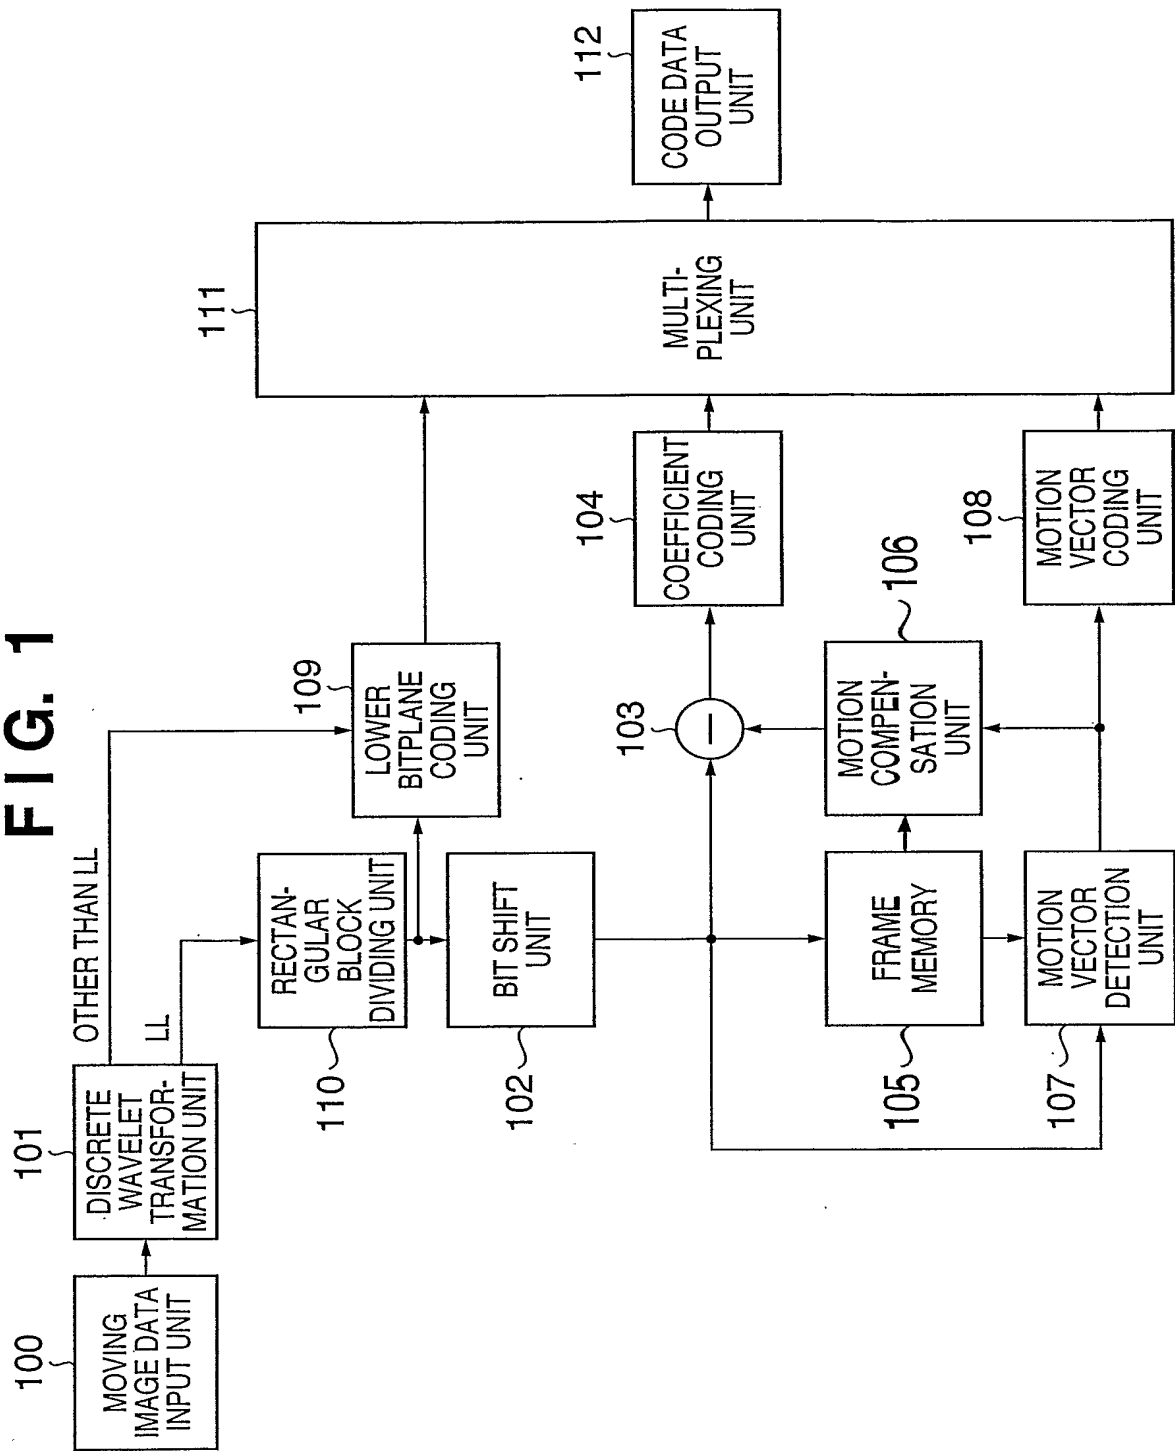 FIG. 1
100
MOVING
IMAGE DATA
INPUT UNIT
101
DISCRETE
WAVELET
TRANSFOR-
MATION UNIT
OTHER THAN LL
LL
110
RECTAN-
GULAR
BLOCK
DIVIDING UNIT
109
LOWER
BITPLANE
CODING
UNIT
102
BIT SHIFT
UNIT
103
104
COEFFICIENT
CODING
UNIT
105
FRAME
MEMORY
106
MOTION
COMPEN-
SATION
UNIT
107
MOTION
VECTOR
DETECTION
UNIT
108
MOTION
VECTOR
CODING
UNIT
111
MULTI-
PLEXING
UNIT
112
CODE DATA
OUTPUT
UNIT